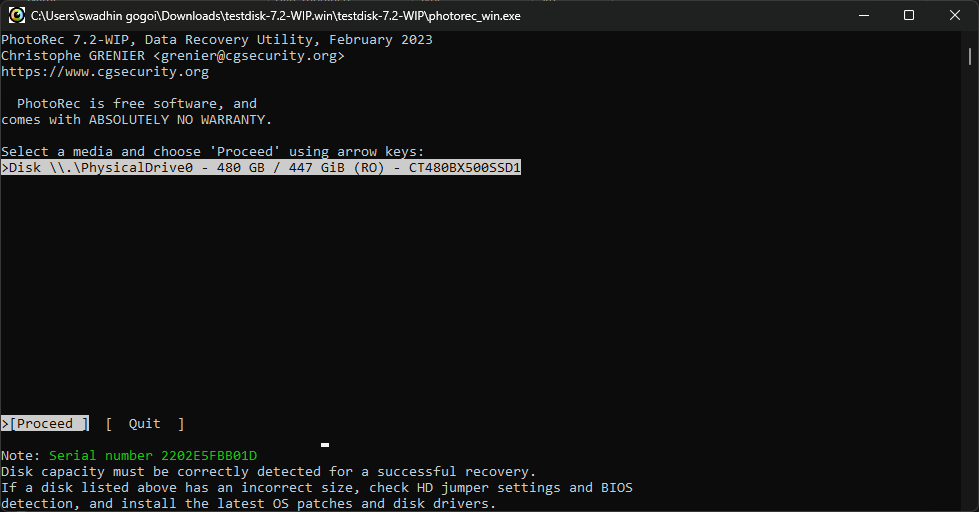 C:\Users\swadhin gogoi\Downloads\testdisk-7.2-WIP.win\testdisk-7.2-WIP\photorec_win.exe
PhotoRec 7.2-WIP, Data Recovery Utility, February 2023
Christophe GRENIER <grenier@cgsecurity.org>
https://www.cgsecurity.org
PhotoRec is free software, and
comes with ABSOLUTELY NO WARRANTY.
Select a media and choose 'Proceed' using arrow keys:
>Disk \\.\PhysicalDrive0 - 480 GB / 447 GiB (RO) - CT480BX500SSD1
>[Proceed ]  [  Quit  ]
Note: Serial number 2202E5FBB01D
Disk capacity must be correctly detected for a successful recovery.
If a disk listed above has an incorrect size, check HD jumper settings and BIOS
detection, and install the latest OS patches and disk drivers.